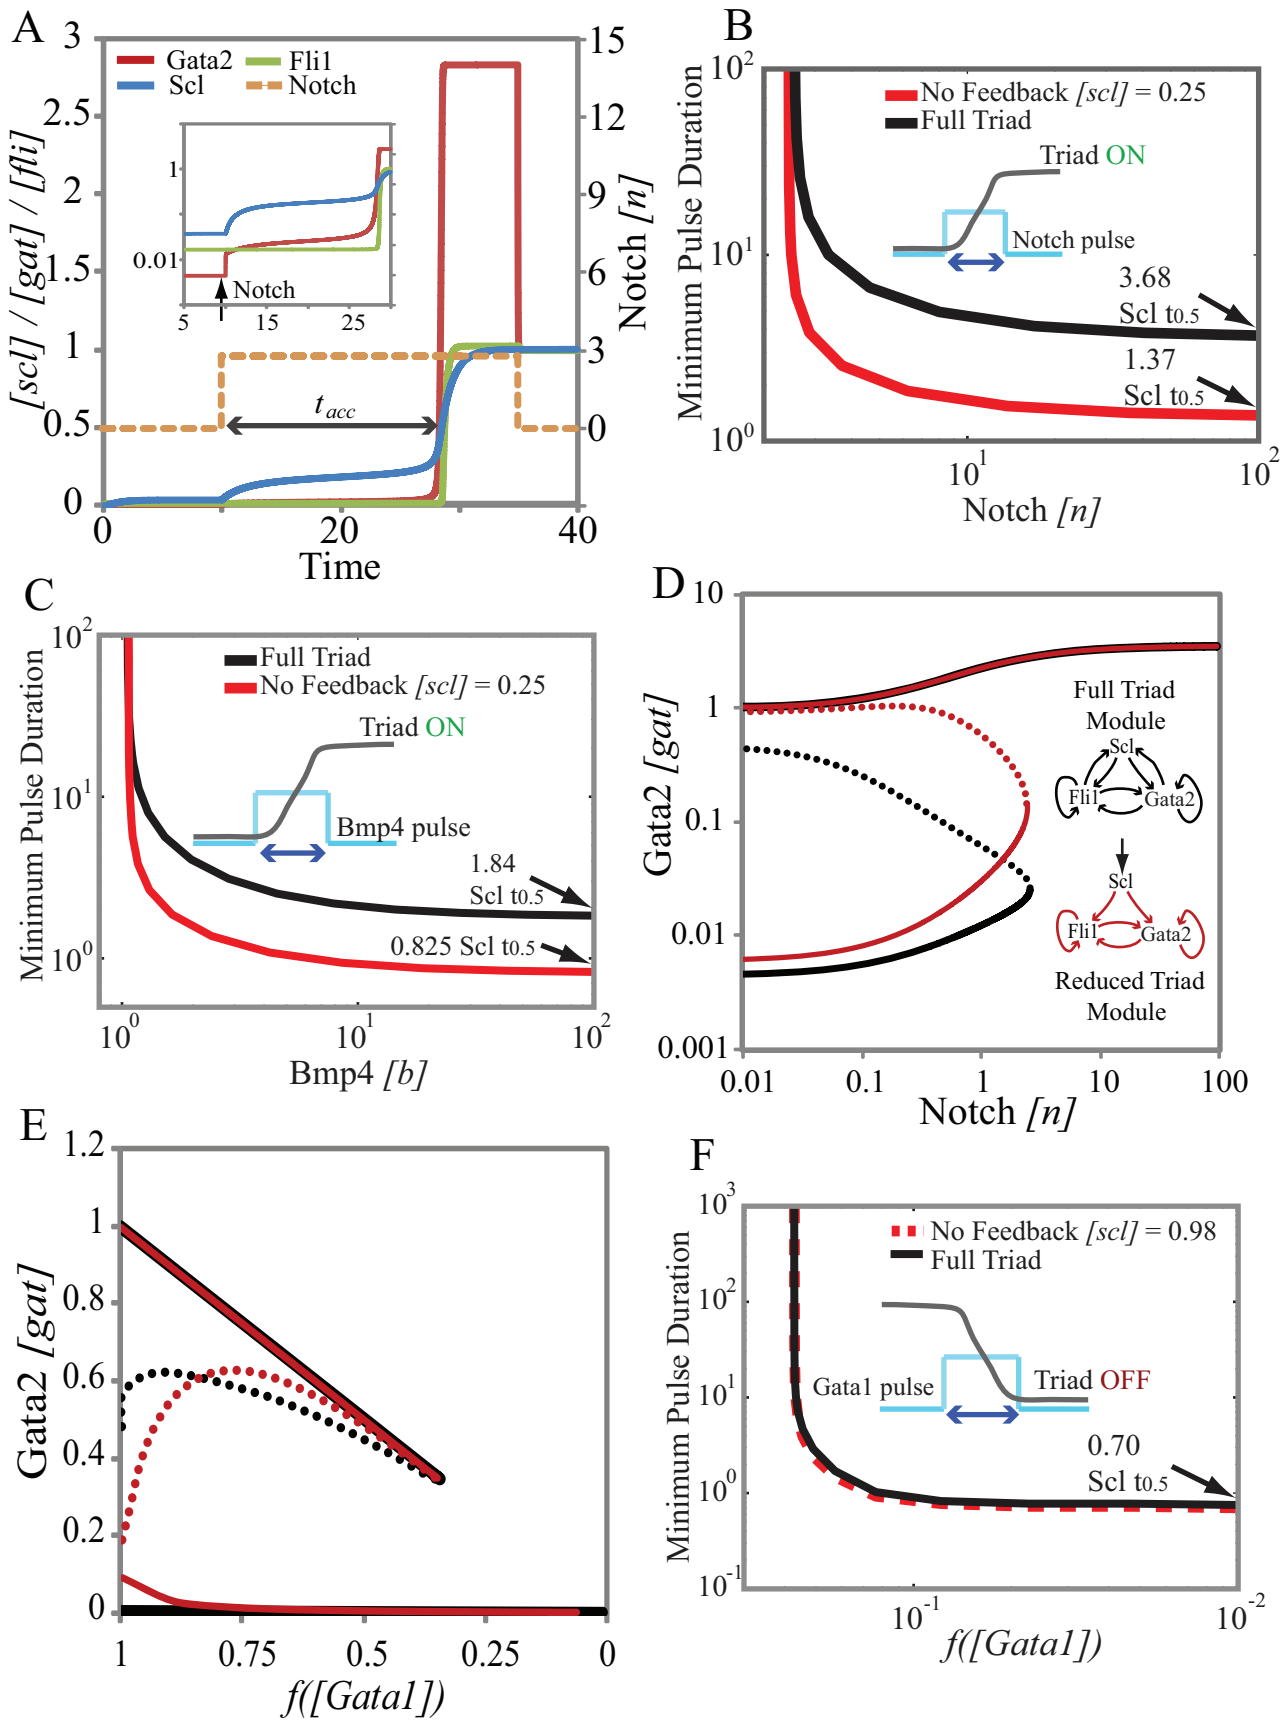 A
3
2.5
2
1.5
1
0.5
0
[scl] / [gat] / [fli]
Gata2
Fli1
Scl
Notch
15
12
9
6
3
0
Notch [n]
1
0.01
Notch
5
15
25
t acc
0
20
40
Time
B
10^2
10^1
10^0
Minimum Pulse Duration
No Feedback [scl] = 0.25
Full Triad
Triad ON
Notch pulse
3.68
Scl t0.5
1.37
Scl t0.5
10^1
10^2
Notch [n]
C
10^2
10^1
10^0
Minimum Pulse Duration
Full Triad
No Feedback [scl] = 0.25
Triad ON
Bmp4 pulse
1.84
Scl t0.5
0.825 Scl t0.5
10^0
10^1
10^2
Bmp4 [b]
D
10
1
0.1
0.01
0.001
Gata2 [gat]
Full Triad
Module
Scl
Fli1
Gata2
Scl
Fli1
Gata2
Reduced Triad
Module
0.01
0.1
1
10
100
Notch [n]
E
1.2
1
0.8
0.6
0.4
0.2
0
Gata2 [gat]
1
0.75
0.5
0.25
0
f([Gata1])
F
10^3
10^2
10^1
10^0
10^-1
Minimum Pulse Duration
No Feedback [scl] = 0.98
Full Triad
Gata1 pulse
Triad OFF
0.70
Scl t0.5
10^-1
10^-2
f([Gata1])